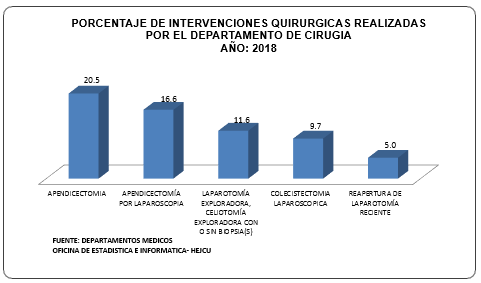 PORCENTAJE DE INTERVENCIONES QUIRURGICAS REALIZADAS
POR EL DEPARTAMENTO DE CIRUGIA
AÑO: 2018
20.5
16.6
11.6
9.7
5.0
APENDICECTOMIA
APENDICECTOMÍA
POR LAPAROSCOPIA
LAPAROTOMÍA
EXPLORADORA,
CELIOTOMÍA
EXPLORADORA CON
O SIN BIOPSIA(S)
COLECISTECTOMIA
LAPAROSCOPICA
REAPERTURA DE
LAPAROTOMÍA
RECIENTE
FUENTE: DEPARTAMENTOS MEDICOS
OFICINA DE ESTADISTICA E INFORMATICA- HEJCU